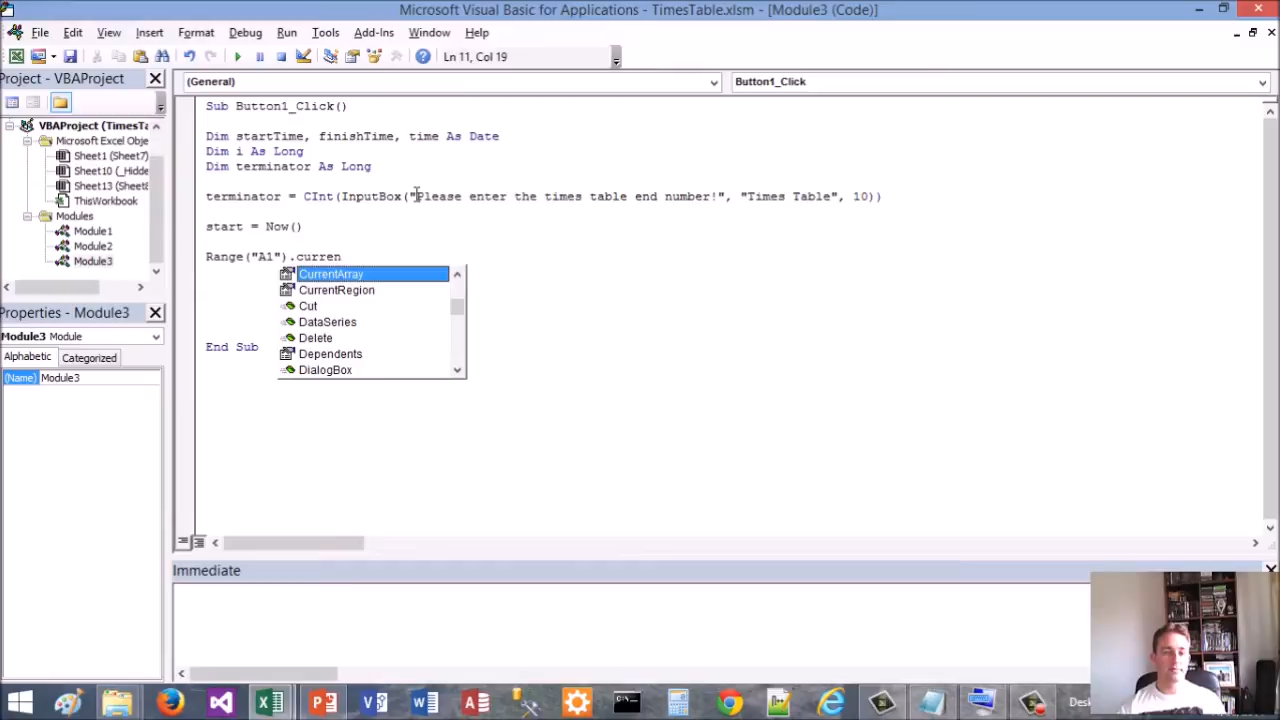 Microsoft Visual Basic for Applications - TimesTable.xlsm - [Module3 (Code)]
File Edit View Insert Format Debug Run Tools Add-Ins Window Help
Ln 11, Col 19
Project - VBAProject
(General)
Button1_Click
VBAProject (TimesTa
Microsoft Excel Obje
Sheet1 (Sheet7)
Sheet10 (_Hidde
Sheet13 (Sheet8
ThisWorkbook
Modules
Module1
Module2
Module3
Sub Button1_Click()
Dim startTime, finishTime, time As Date
Dim i As Long
Dim terminator As Long
terminator = CInt(InputBox("Please enter the times table end number!", "Times Table", 10))
start = Now()
Range("A1").curren
CurrentArray
CurrentRegion
Cut
DataSeries
Delete
Dependents
DialogBox
End Sub
Properties - Module3
Module3 Module
Alphabetic Categorized
(Name) Module3
Immediate
Desk